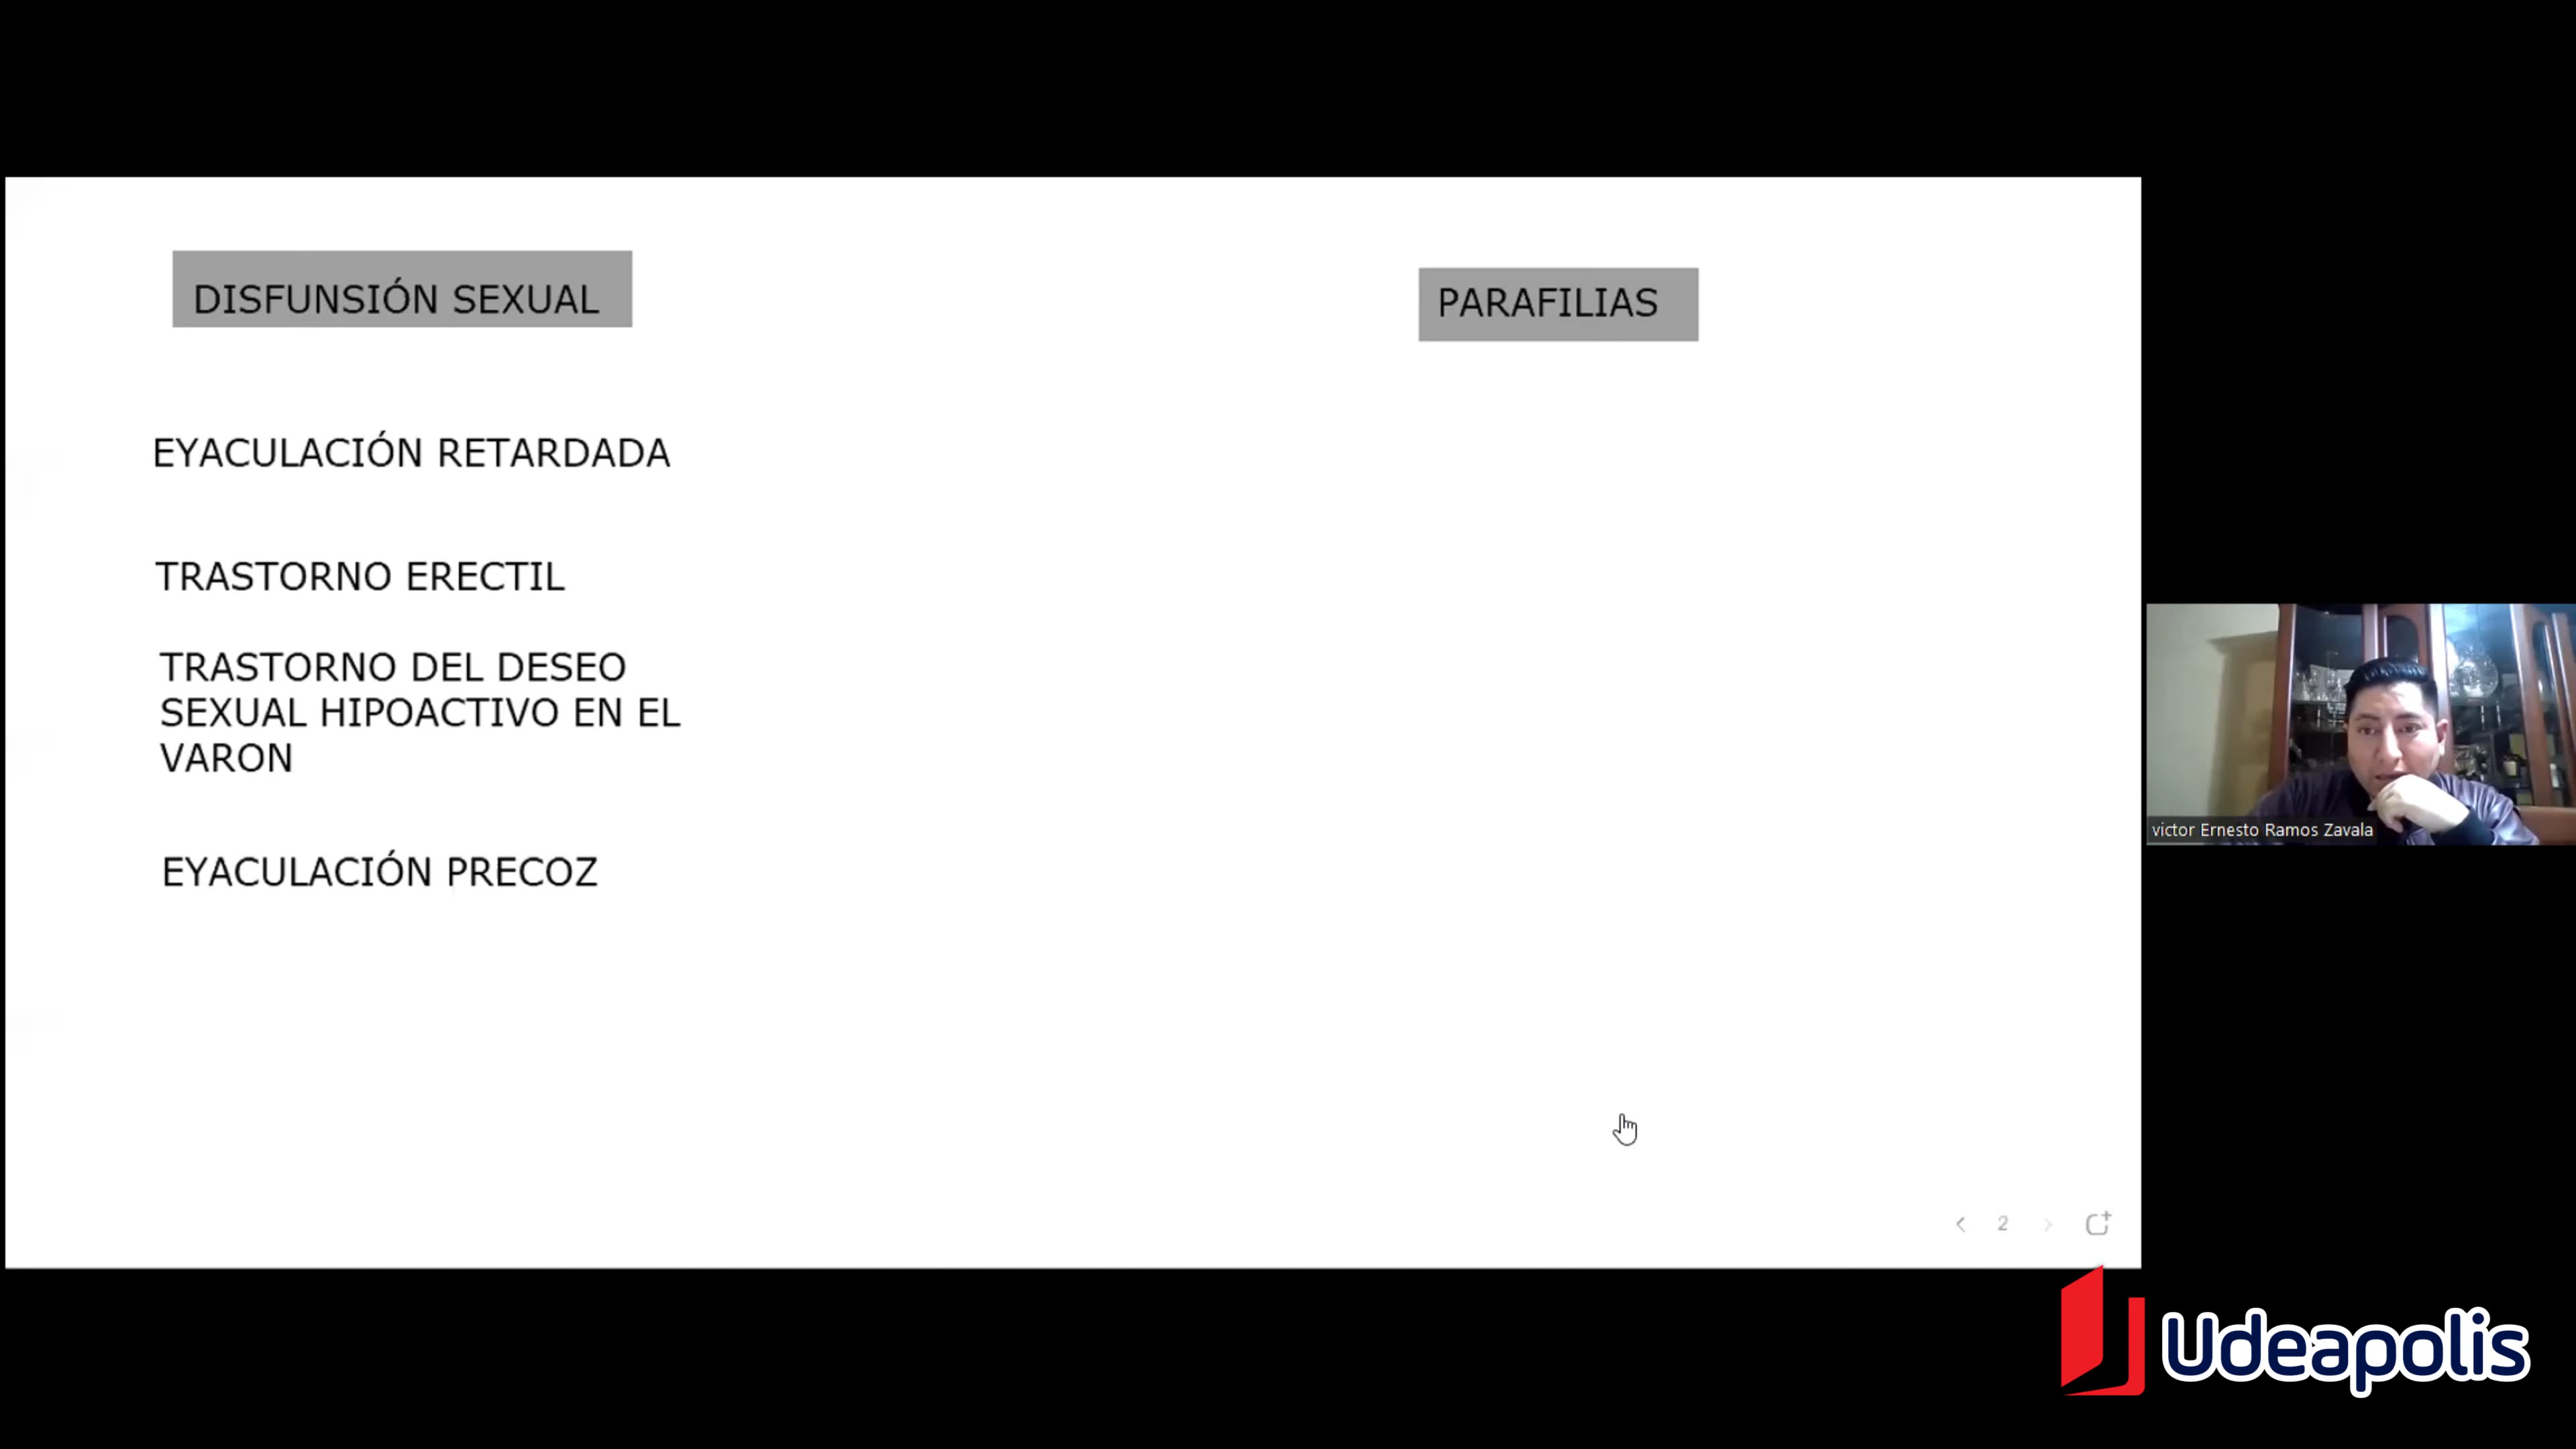 DISFUNSIÓN SEXUAL
PARAFILIAS
EYACULACIÓN RETARDADA
TRASTORNO ERECTIL
TRASTORNO DEL DESEO
SEXUAL HIPOACTIVO EN EL
VARON
EYACULACIÓN PRECOZ
victor Ernesto Ramos Zavala
2
Udeapolis